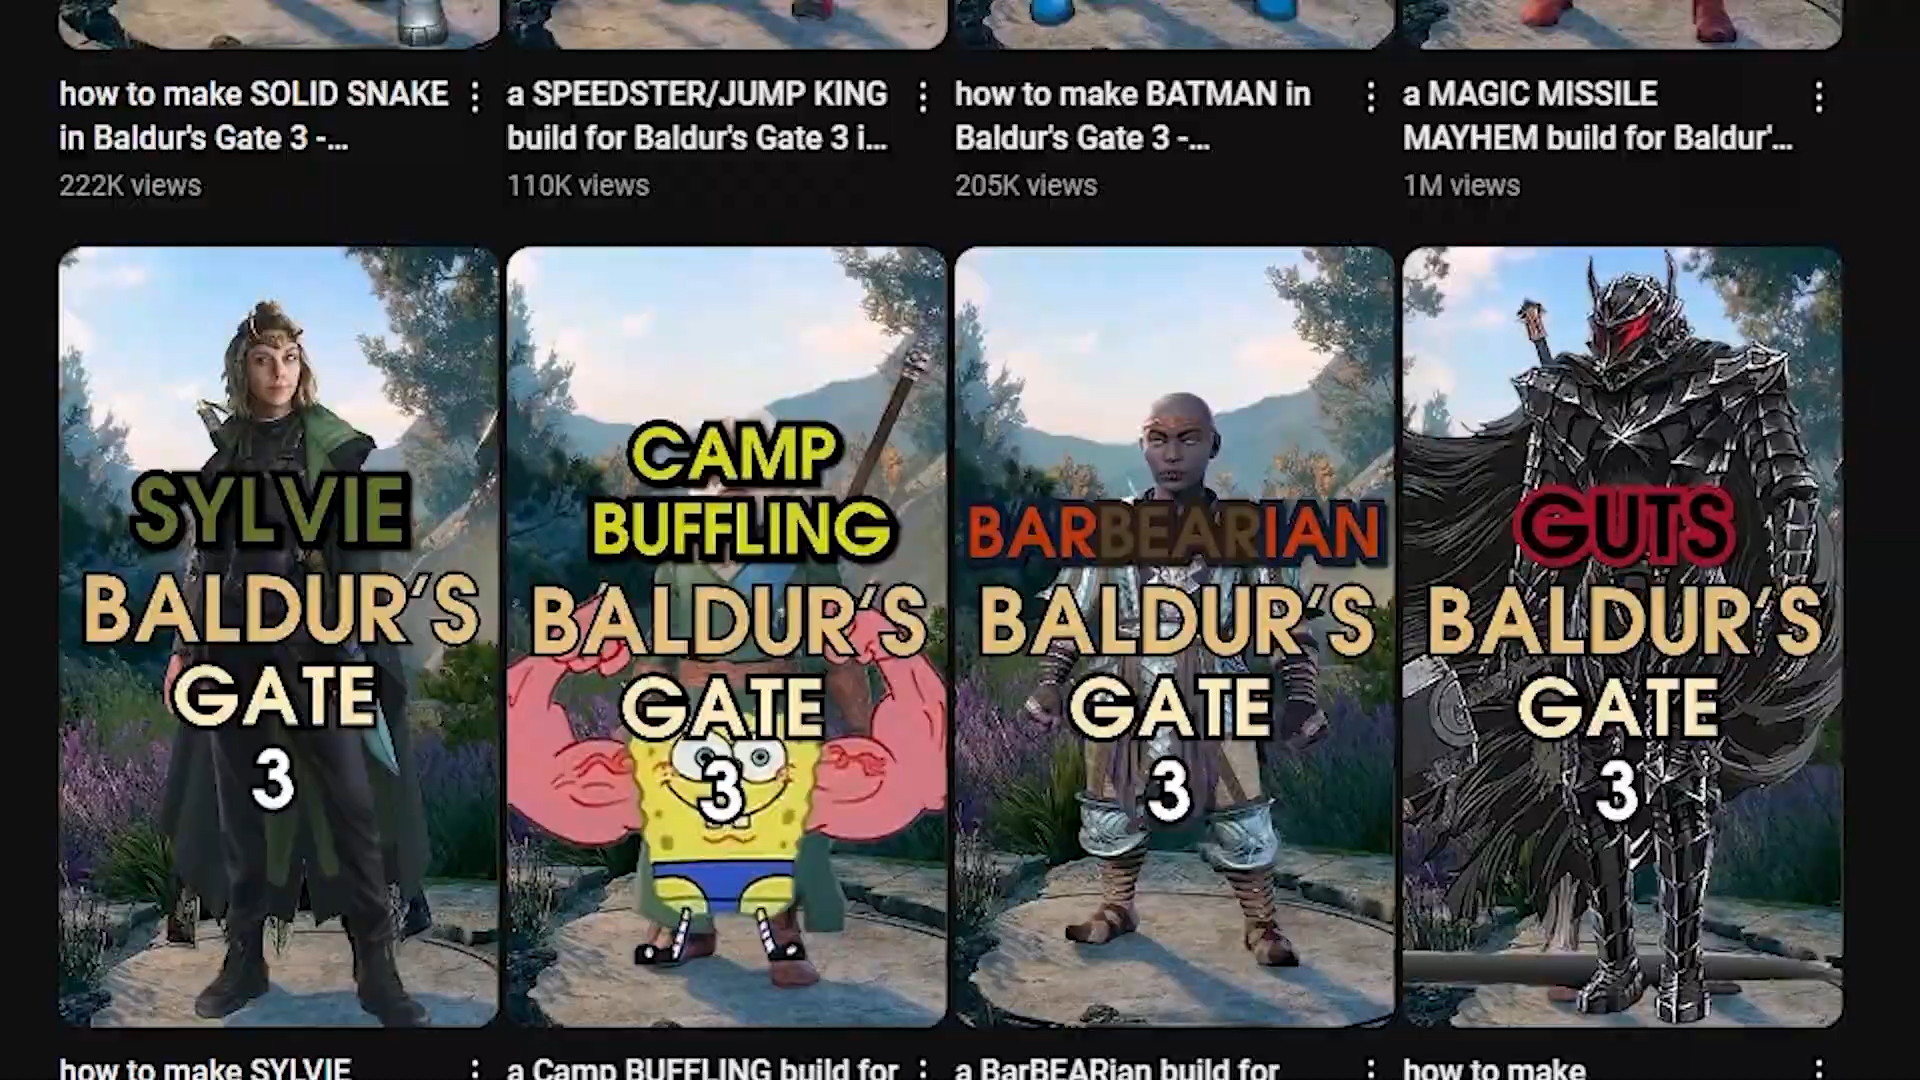 how to make SOLID SNAKE
in Baldur's Gate 3 -...
222K views
a SPEEDSTER/JUMP KING
build for Baldur's Gate 3 i...
110K views
how to make BATMAN in
Baldur's Gate 3 -...
205K views
a MAGIC MISSILE
MAYHEM build for Baldur'...
1M views
SYLVIE
BALDUR'S
GATE
3
CAMP
BUFFLING
BALDUR'S
GATE
3
BARBEARIAN
BALDUR'S
GATE
3
GUTS
BALDUR'S
GATE
3
how to make SYLVIE
a Camp BUFFLING build for
a BarBEARian build for
how to make